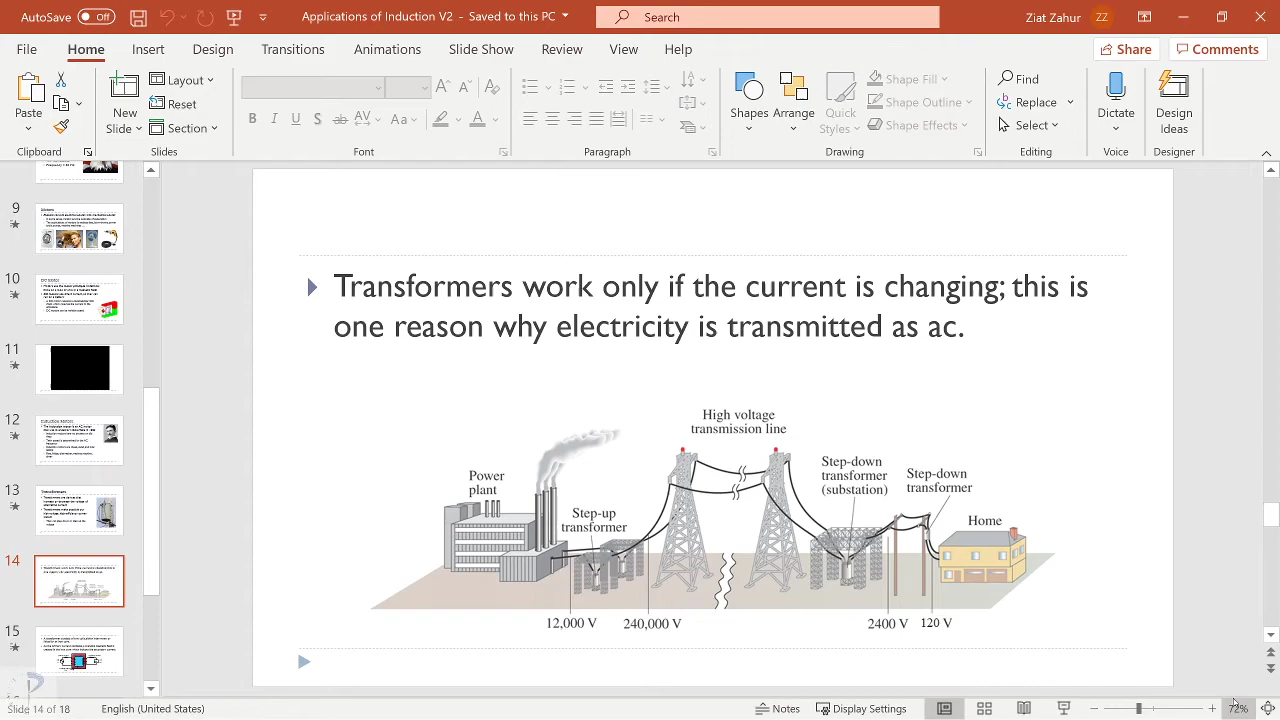 AutoSave Off Applications of Induction V2 - Saved to this PC Search Ziat Zahur ZZ
File Home Insert Design Transitions Animations Slide Show Review View Help Share Comments
Paste
Clipboard
New
Slide
Layout
Reset
Section
Slides
B I U S ab AV Aa A
Font
Paragraph
Shapes
Arrange
Quick
Styles
Shape Fill
Shape Outline
Shape Effects
Drawing
Find
Replace
Select
Editing
Dictate
Voice
Design
Ideas
Designer
9
10
11
12
13
14
15
Transformers work only if the current is changing; this is
one reason why electricity is transmitted as ac.
High voltage
transmission line
Power
plant
Step-up
transformer
Step-down
transformer
(substation)
Step-down
transformer
Home
12,000 V 240,000 V 2400 V 120 V
Slide 14 of 18 English (United States) Notes Display Settings 72%